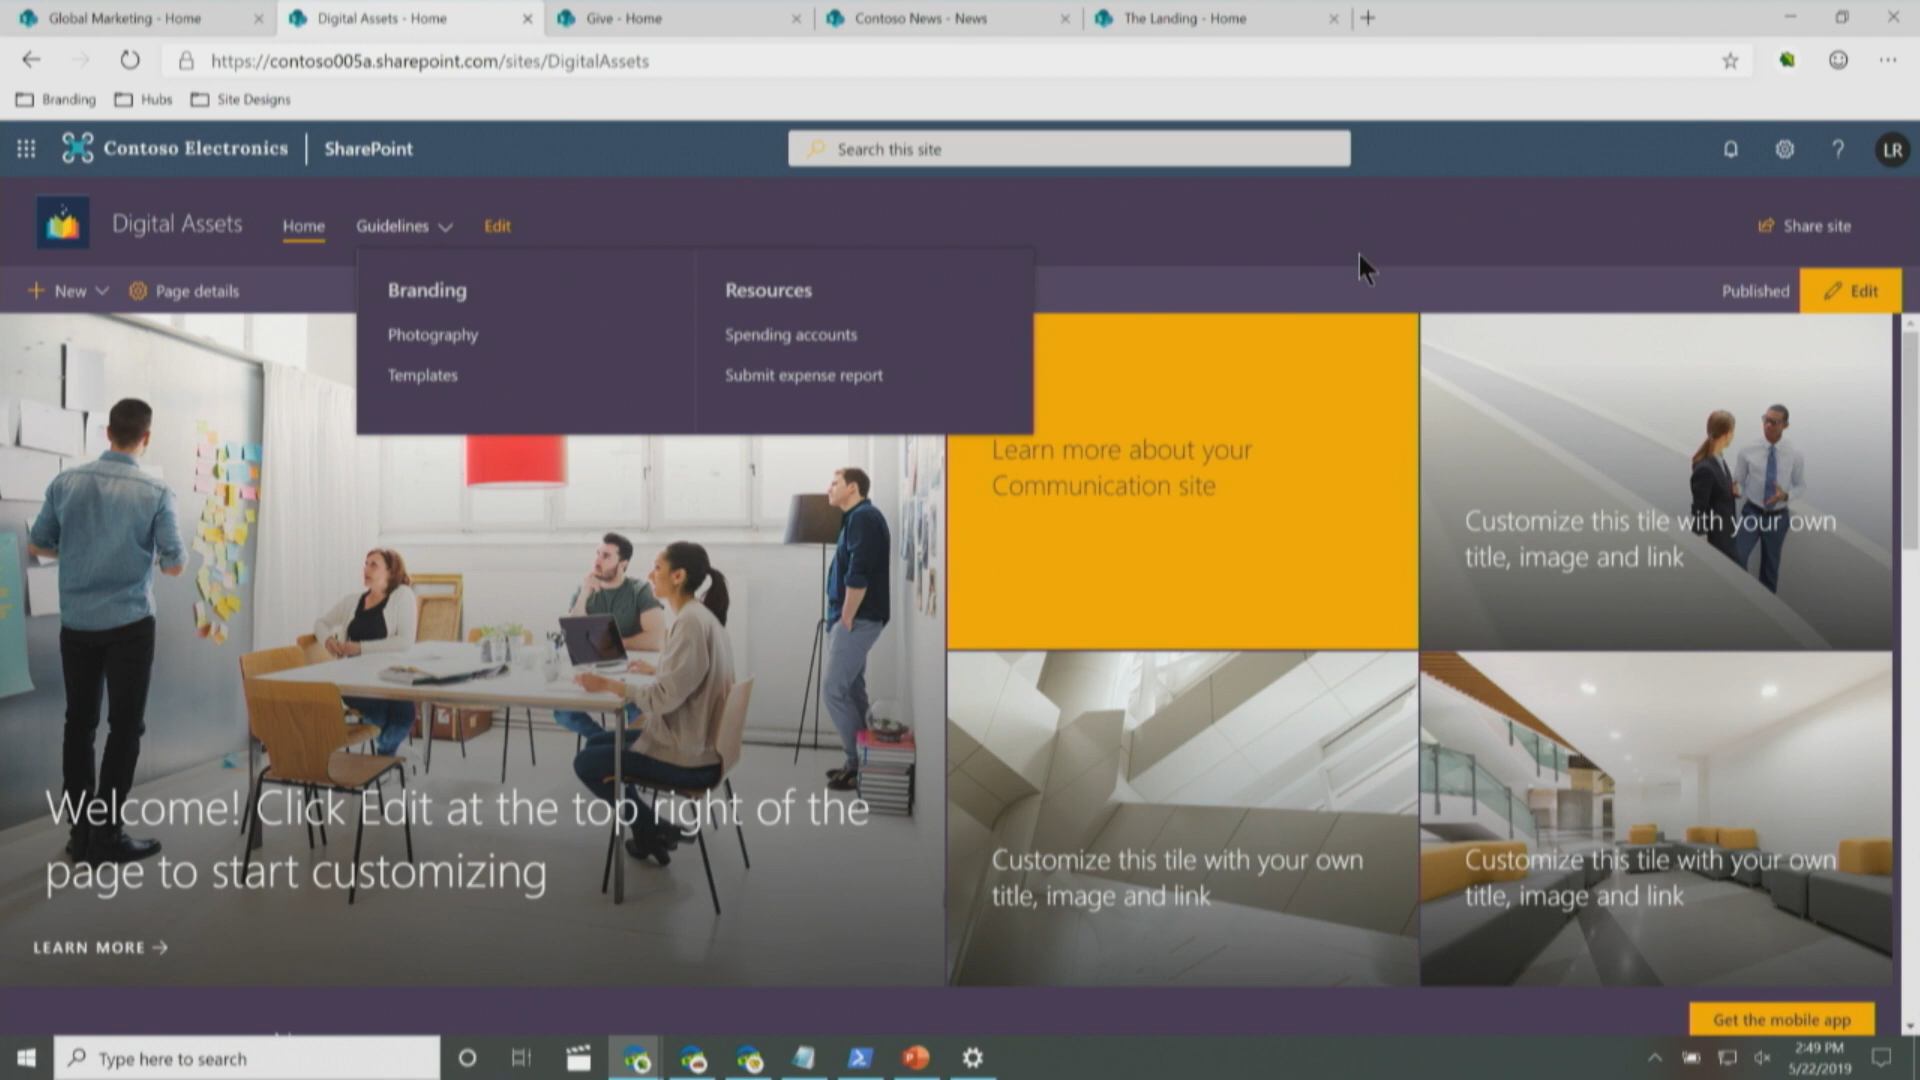 Global Marketing - Home
Digital Assets - Home
Give - Home
Contoso News - News
The Landing - Home
https://contoso005a.sharepoint.com/sites/DigitalAssets
Branding
Hubs
Site Designs
Contoso Electronics
SharePoint
Search this site
LR
Digital Assets
Home
Guidelines
Edit
Share site
New
Page details
Published
Edit
Branding
Photography
Templates
Resources
Spending accounts
Submit expense report
Learn more about your
Communication site
Customize this tile with your own
title, image and link
Welcome! Click Edit at the top right of the
page to start customizing
LEARN MORE →
Customize this tile with your own
title, image and link
Customize this tile with your own
title, image and link
Get the mobile app
Type here to search
2:49 PM
5/22/2019